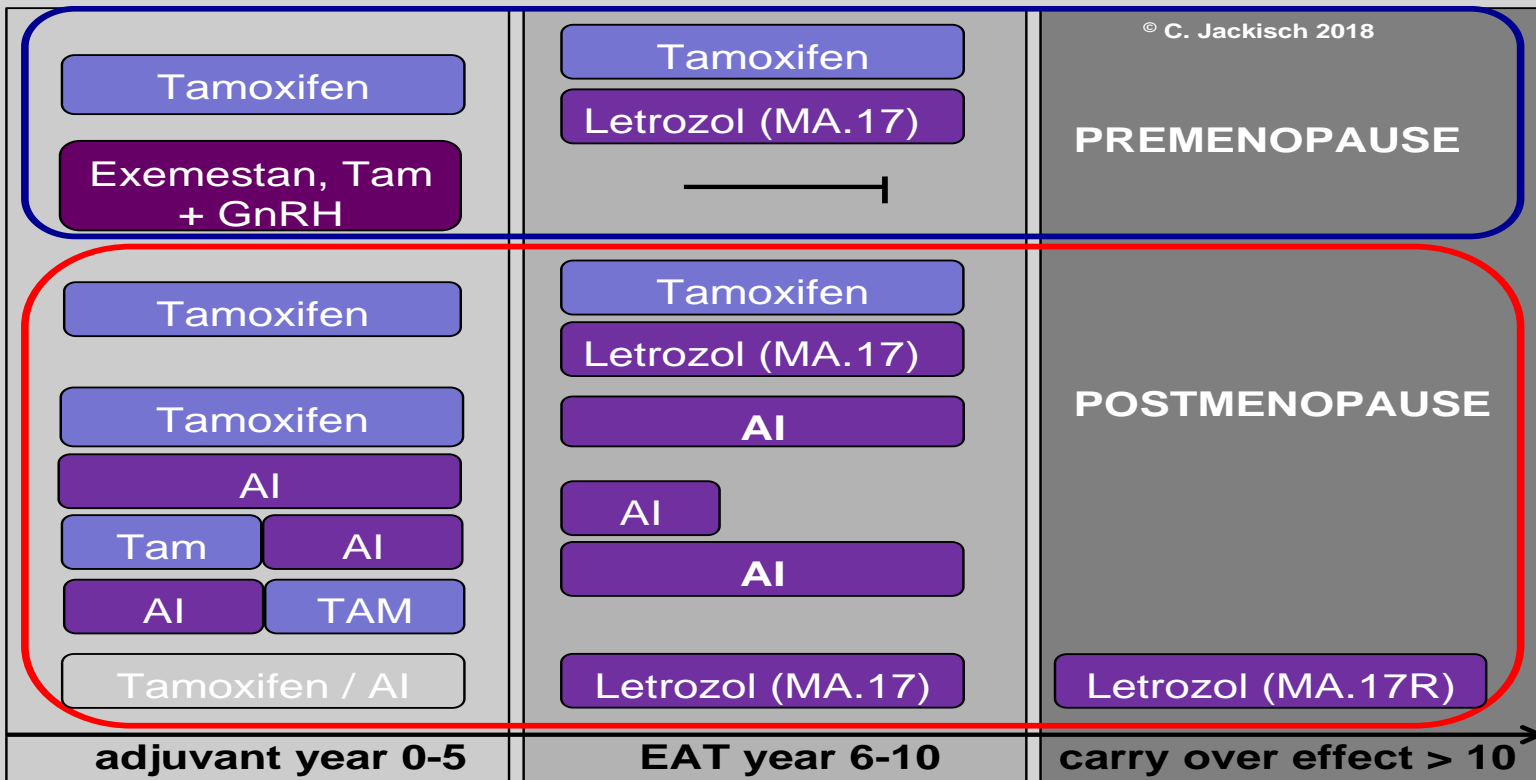 © C. Jackisch 2018
Tamoxifen
Exemestan, Tam
+ GnRH
Tamoxifen
Letrozol (MA.17)
PREMENOPAUSE
Tamoxifen
Tamoxifen
AI
Tam
AI
AI
TAM
Tamoxifen / AI
Tamoxifen
Letrozol (MA.17)
AI
AI
AI
Letrozol (MA.17)
POSTMENOPAUSE
Letrozol (MA.17R)
adjuvant year 0-5
EAT year 6-10
carry over effect > 10